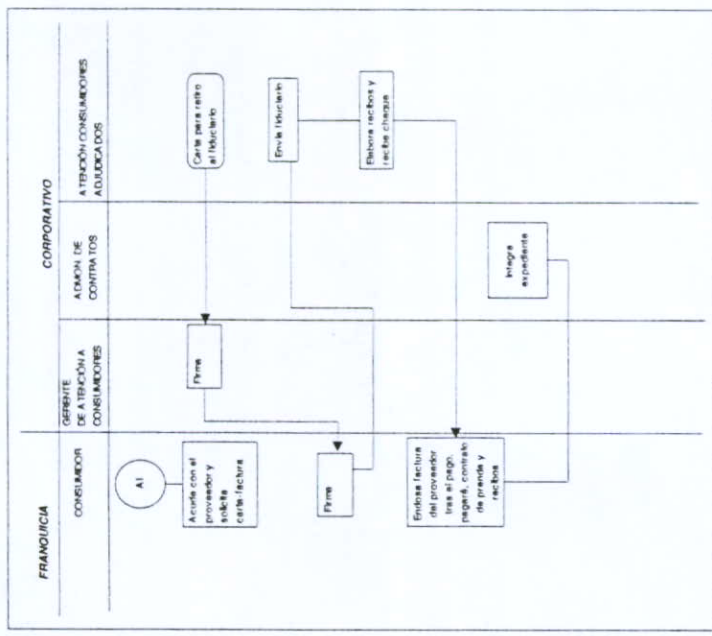 FRANQUICIA
CORPORATIVO
CONSUMIDOR
GERENTE
DE ATENCIÓN A
CONSUMIDORES
ADMON. DE
CONTRATOS
ATENCIÓN CONSUMIDORES
ADJUDICADOS
A1
Acude con el
proveedor y
solicita
carta-factura
Carta para retiro
al fiduciario
Firma
Firma
Envía fiduciario
Elabora recibos y
recibe cheque
Endosa factura
del proveedor
tras el pago,
pagaré, contrato
de prenda y
recibos
Integra
expediente